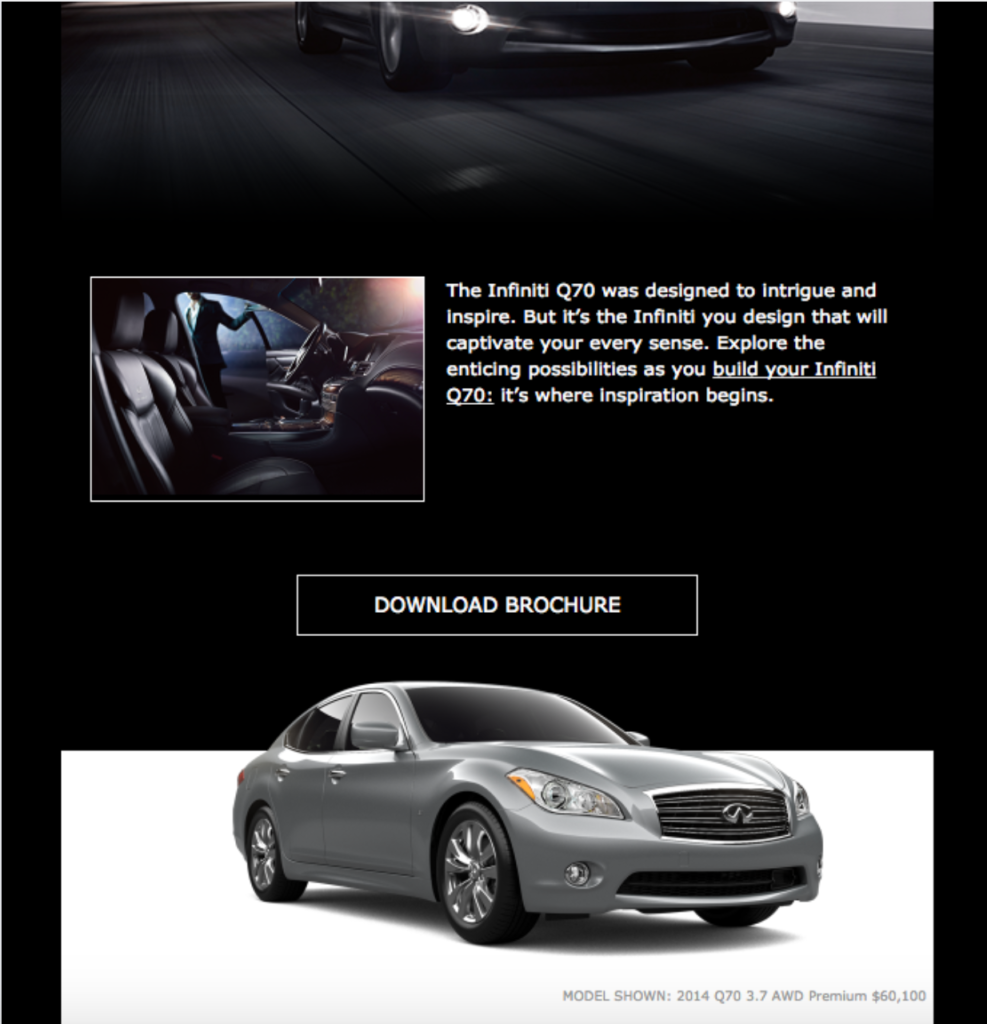 The Infiniti Q70 was designed to intrigue and
inspire. But it’s the Infiniti you design that will
captivate your every sense. Explore the
enticing possibilities as you build your Infiniti
Q70: it’s where inspiration begins.
DOWNLOAD BROCHURE
MODEL SHOWN: 2014 Q70 3.7 AWD Premium $60,100